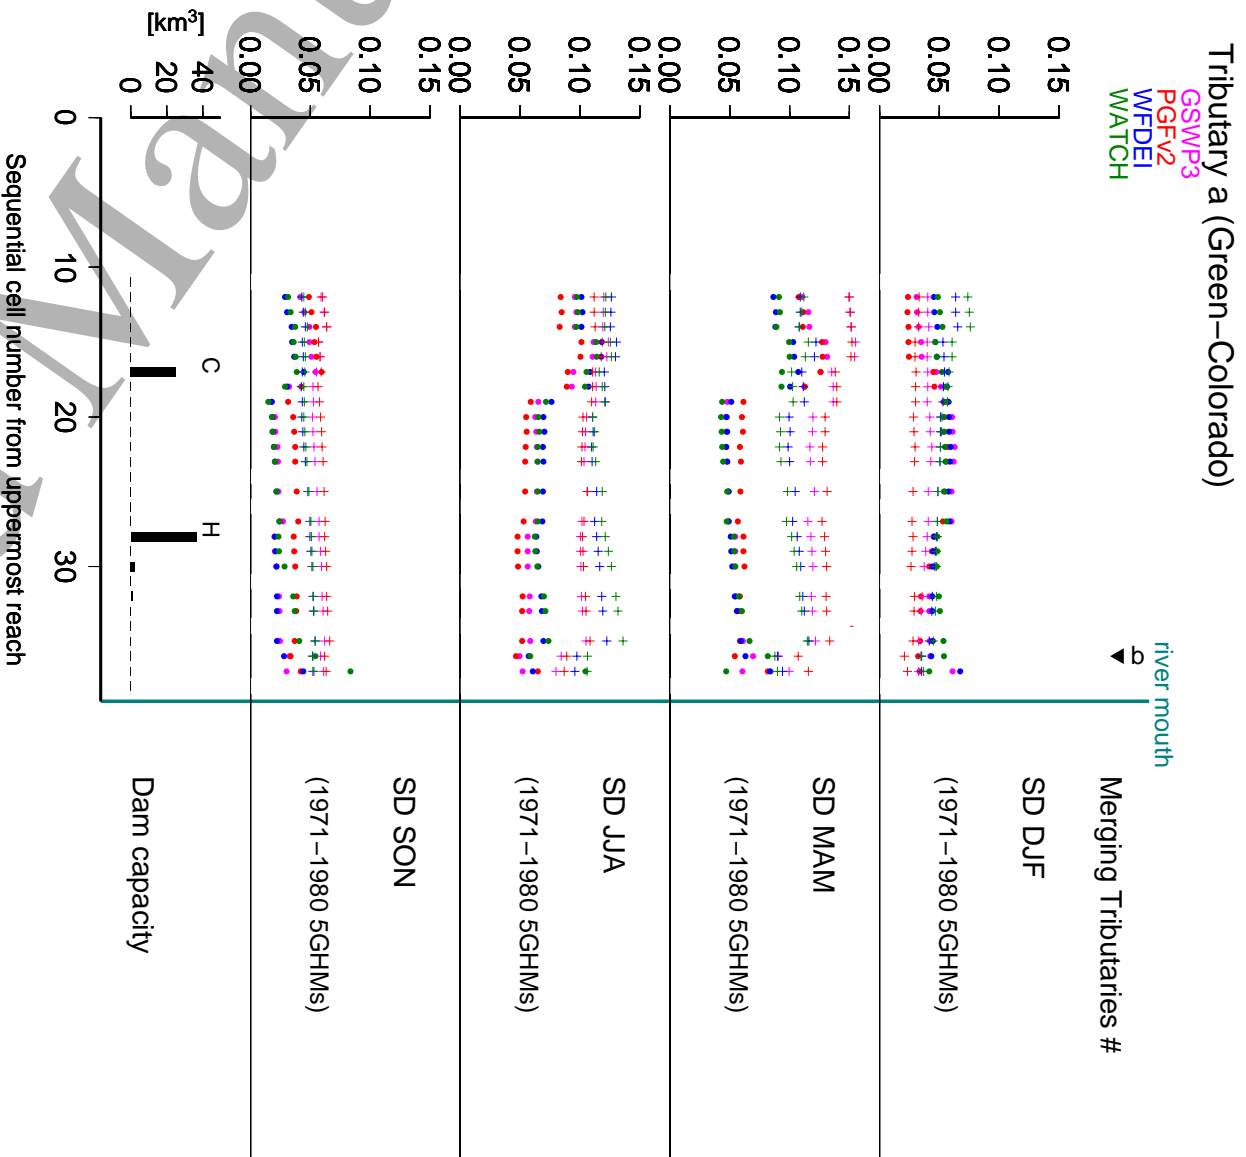 Tributary a (Green−Colorado)
GSWP3
PGFv2
WFDEI
WATCH
river mouth
b
Merging Tributaries #
0.15
0.10
0.05
0.00
SD DJF
(1971−1980 5GHMs)
0.15
0.10
0.05
0.00
SD MAM
(1971−1980 5GHMs)
0.15
0.10
0.05
0.00
SD JJA
(1971−1980 5GHMs)
0.15
0.10
0.05
0.00
SD SON
(1971−1980 5GHMs)
[km³]
40
20
0
C
H
Dam capacity
0
10
20
30
Sequential cell number from uppermost reach
Manu